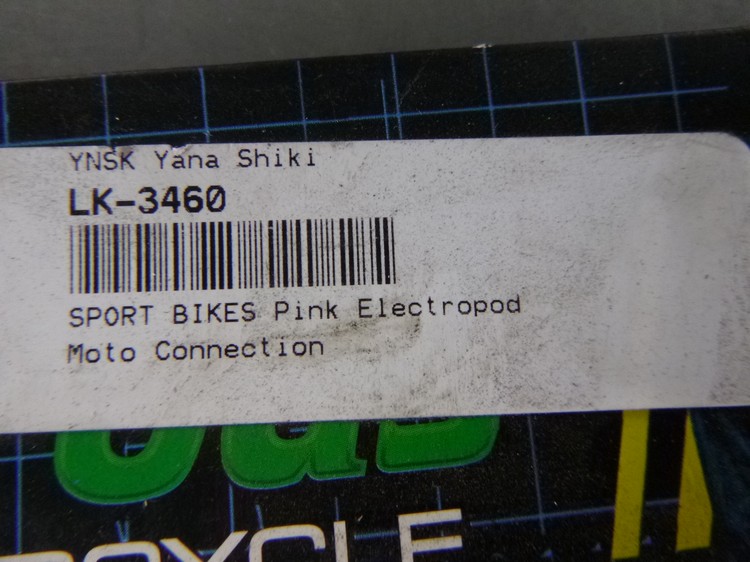 YNSK Yana Shiki
LK-3460
SPORT BIKES Pink Electropod
Moto Connection